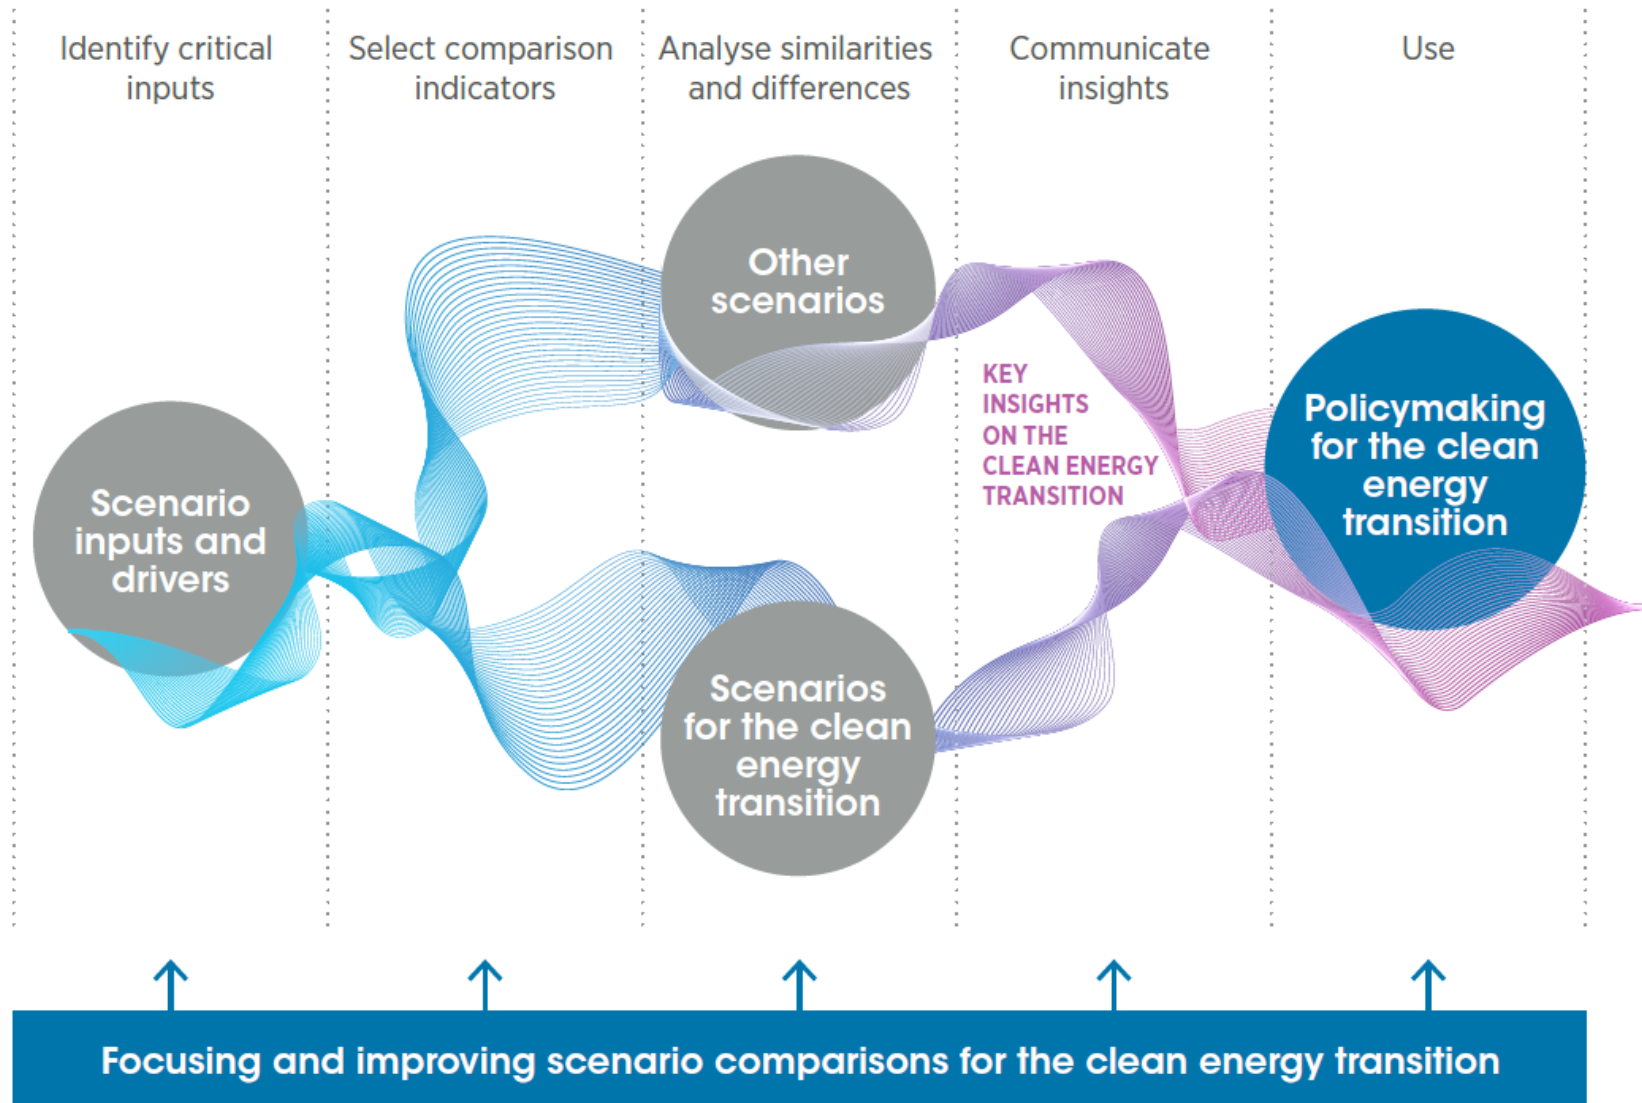 Identify critical
inputs
Select comparison
indicators
Analyse similarities
and differences
Communicate
insights
Use
Scenario
inputs and
drivers
Other
scenarios
Scenarios
for the clean
energy
transition
KEY
INSIGHTS
ON THE
CLEAN ENERGY
TRANSITION
Policymaking
for the clean
energy
transition
Focusing and improving scenario comparisons for the clean energy transition